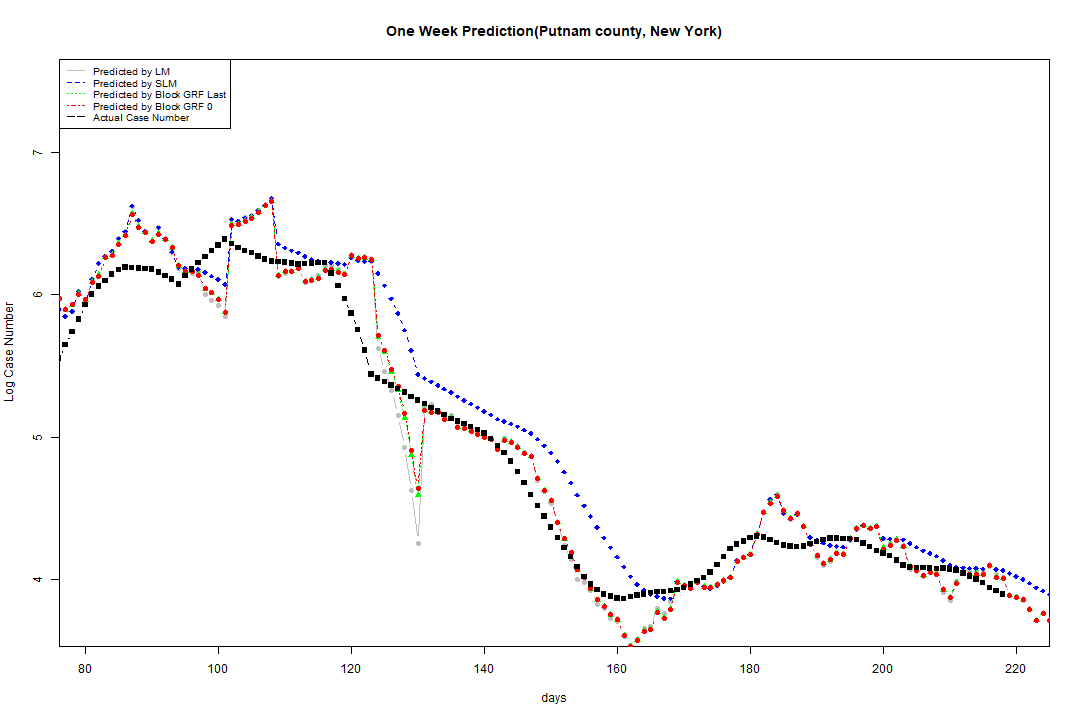 One Week Prediction(Putnam county, New York)
Predicted by LM
Predicted by SLM
Predicted by Block GRF Last
Predicted by Block GRF 0
Actual Case Number
7
6
5
4
Log Case Number
80 100 120 140 160 180 200 220
days